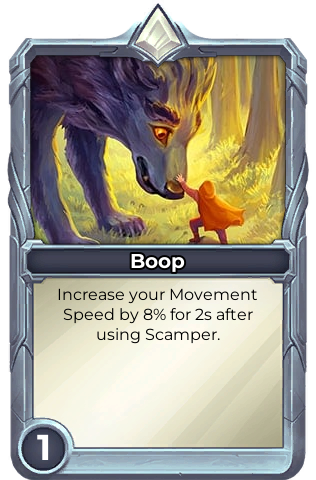 Boop
Increase your Movement
Speed by 8% for 2s after
using Scamper.
1